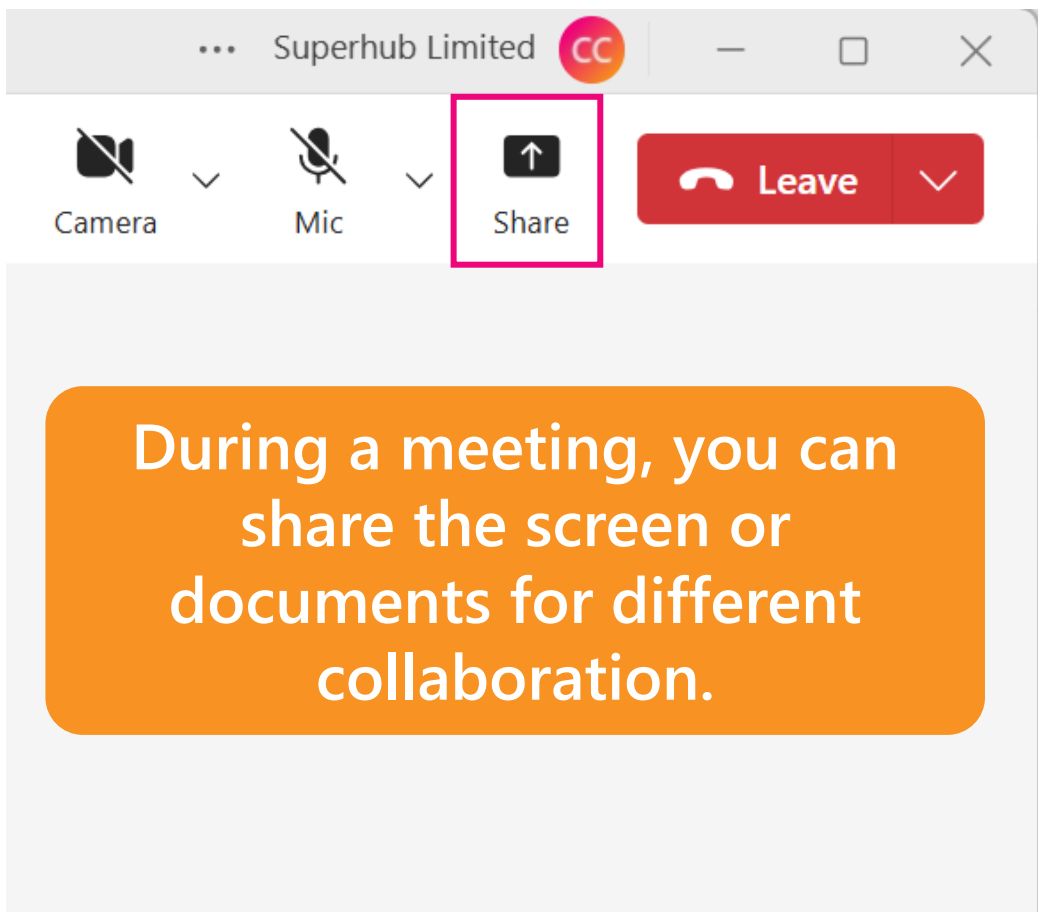 ... Superhub Limited CC
Camera Mic Share Leave
During a meeting, you can
share the screen or
documents for different
collaboration.